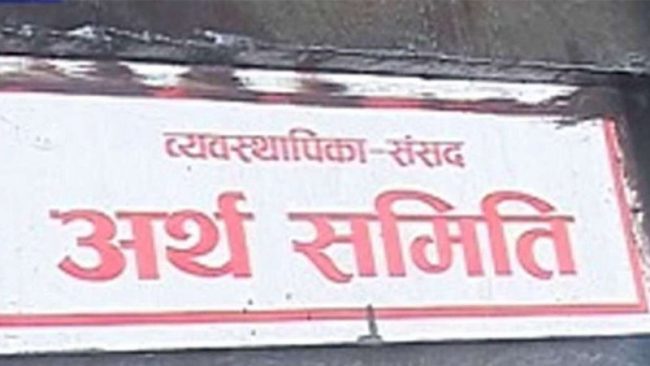 व्यवस्थापिका-संसद
अर्थ समिति